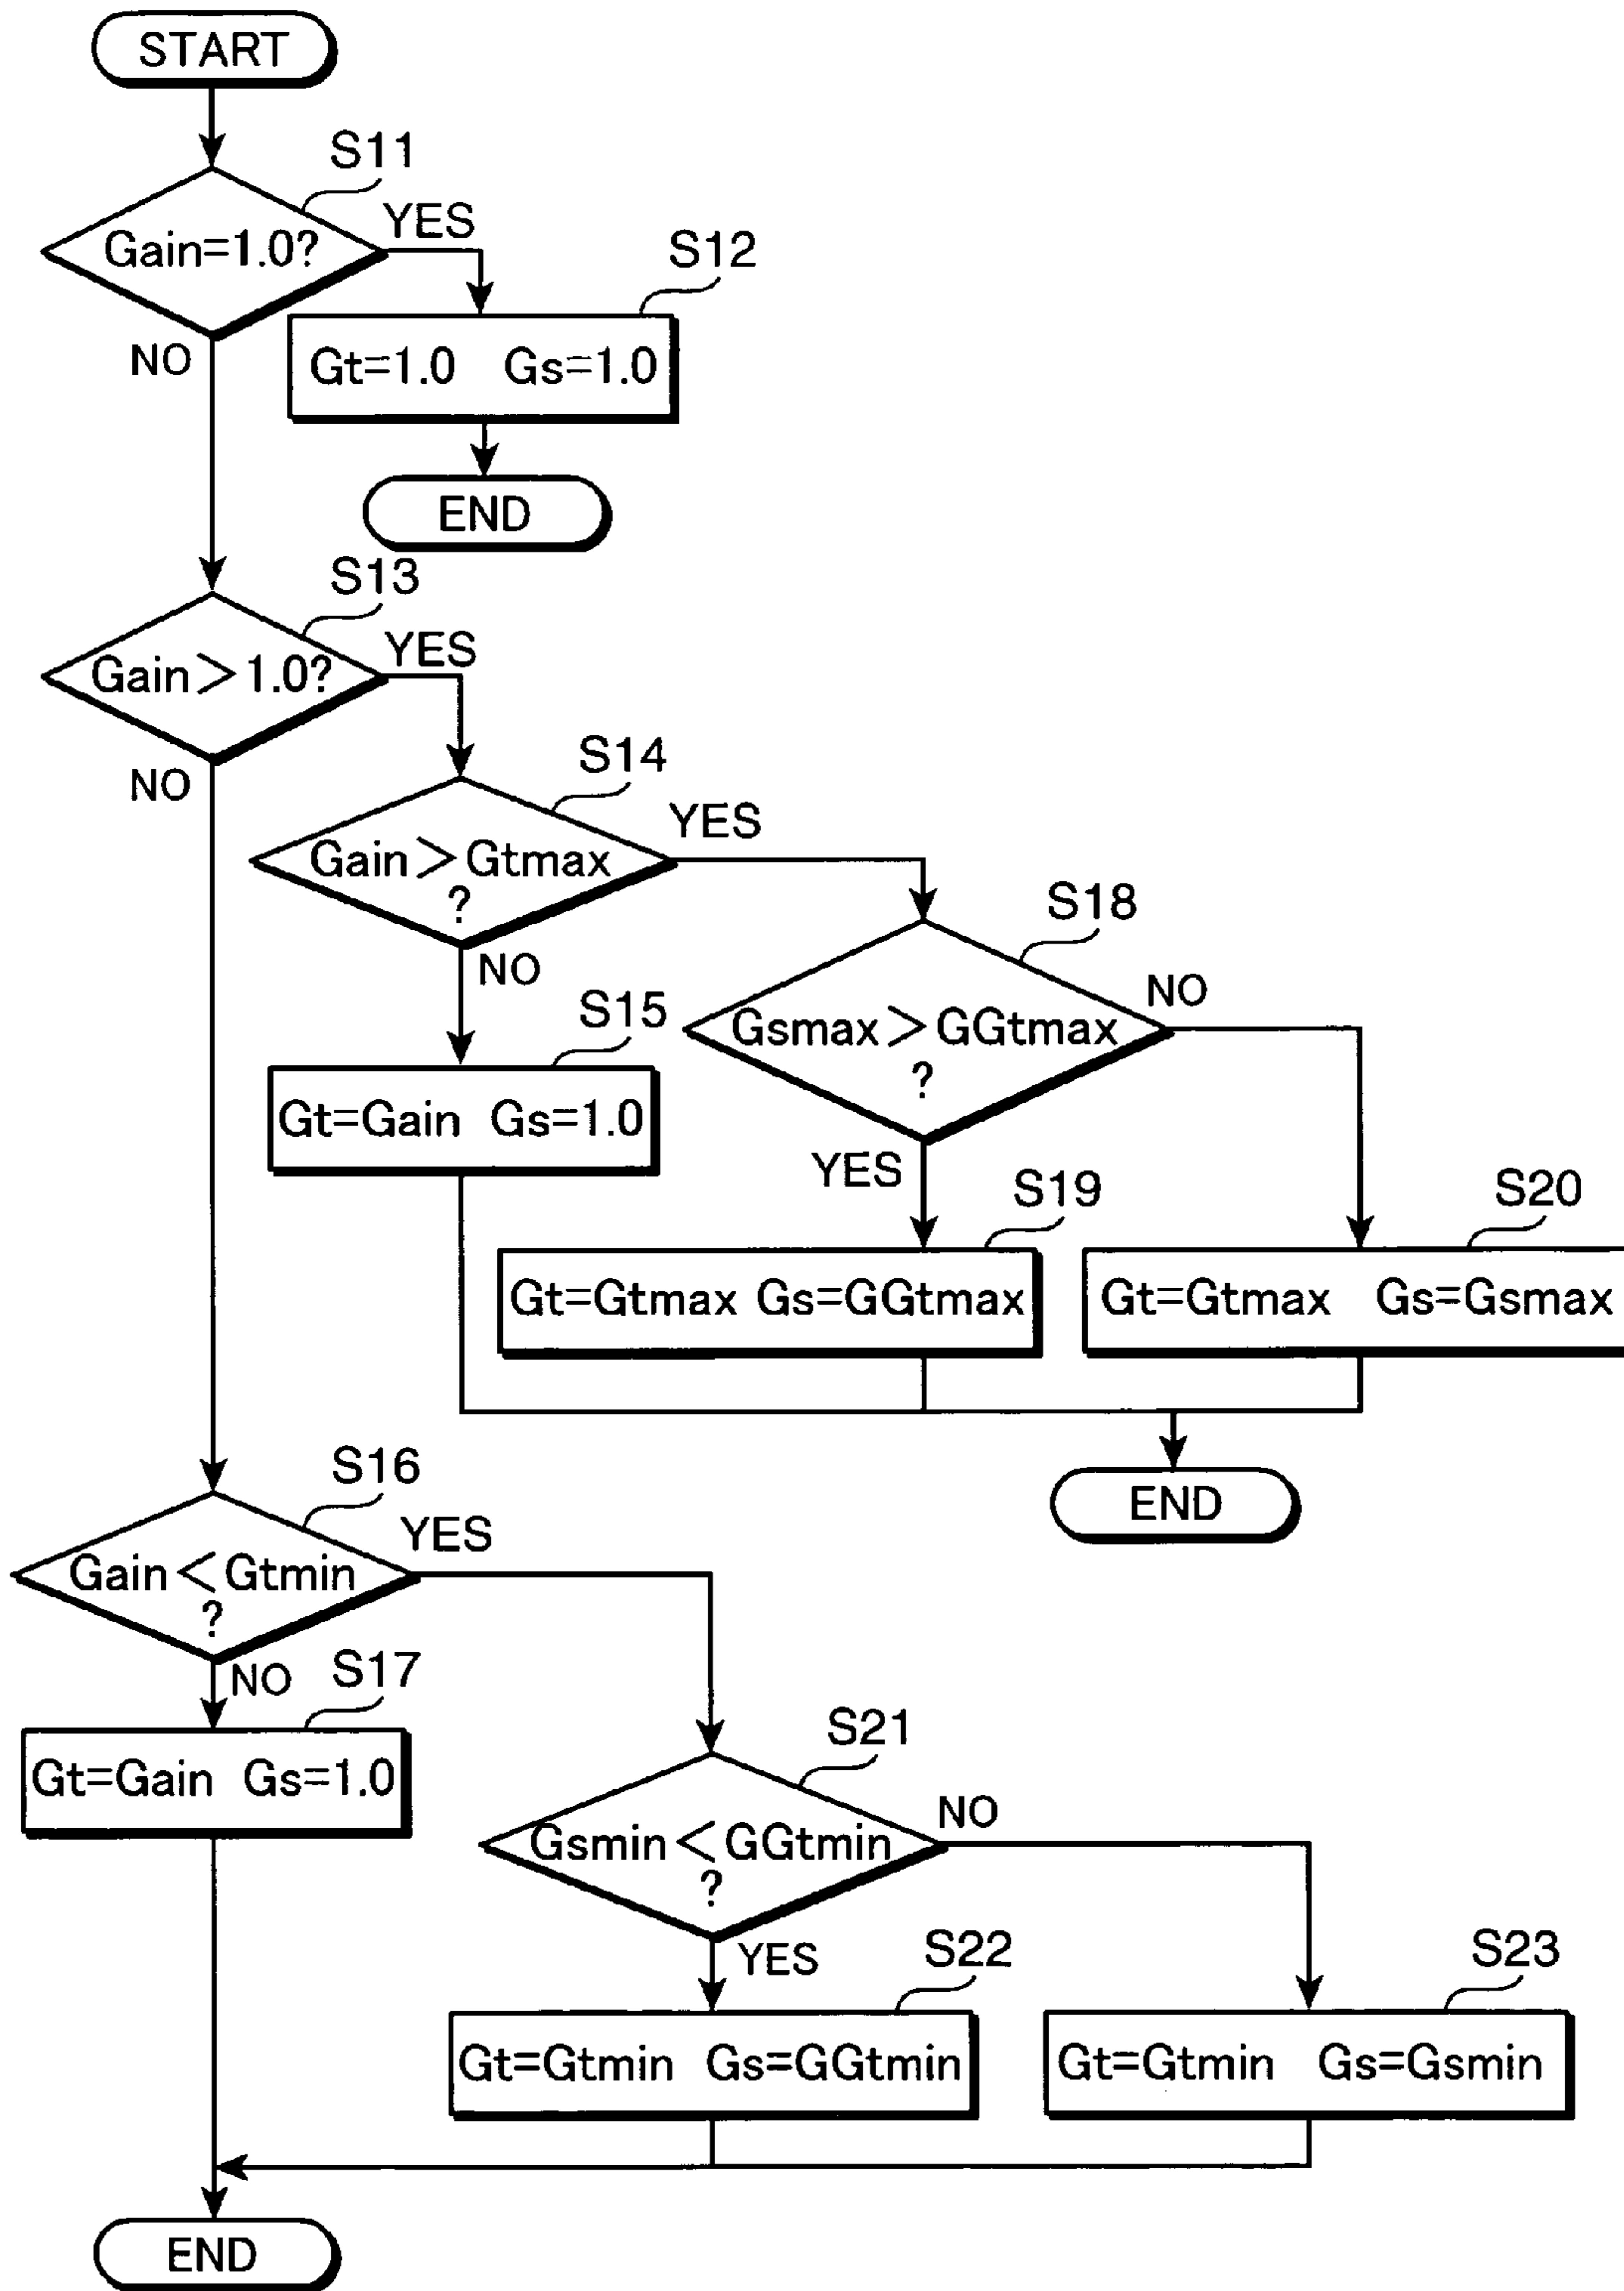 START
S11
Gain=1.0?
YES
NO
S12
Gt=1.0 Gs=1.0
END
S13
Gain>1.0?
YES
NO
S14
Gain>Gtmax
?
YES
NO
S15
Gt=Gain Gs=1.0
S18
Gsmax>GGtmax
?
NO
YES
S19
Gt=Gtmax Gs=GGtmax
S20
Gt=Gtmax Gs=Gsmax
END
S16
Gain<Gtmin
?
YES
NO
S17
Gt=Gain Gs=1.0
S21
Gsmin<GGtmin
?
NO
YES
S22
Gt=Gtmin Gs=GGtmin
S23
Gt=Gtmin Gs=Gsmin
END